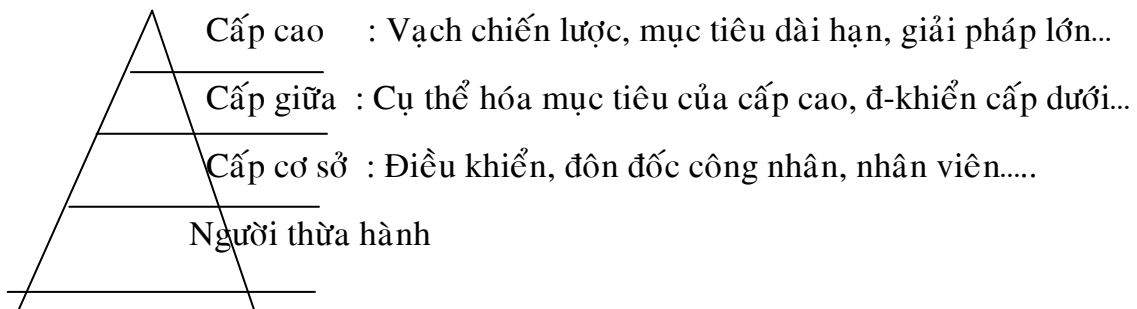 Cấp cao : Vạch chiến lược, mục tiêu dài hạn, giải pháp lớn...
Cấp giữa : Cụ thể hóa mục tiêu của cấp cao, đ-khiển cấp dưới...
Cấp cơ sở : Điều khiển, đôn đốc công nhân, nhân viên.....
Người thừa hành